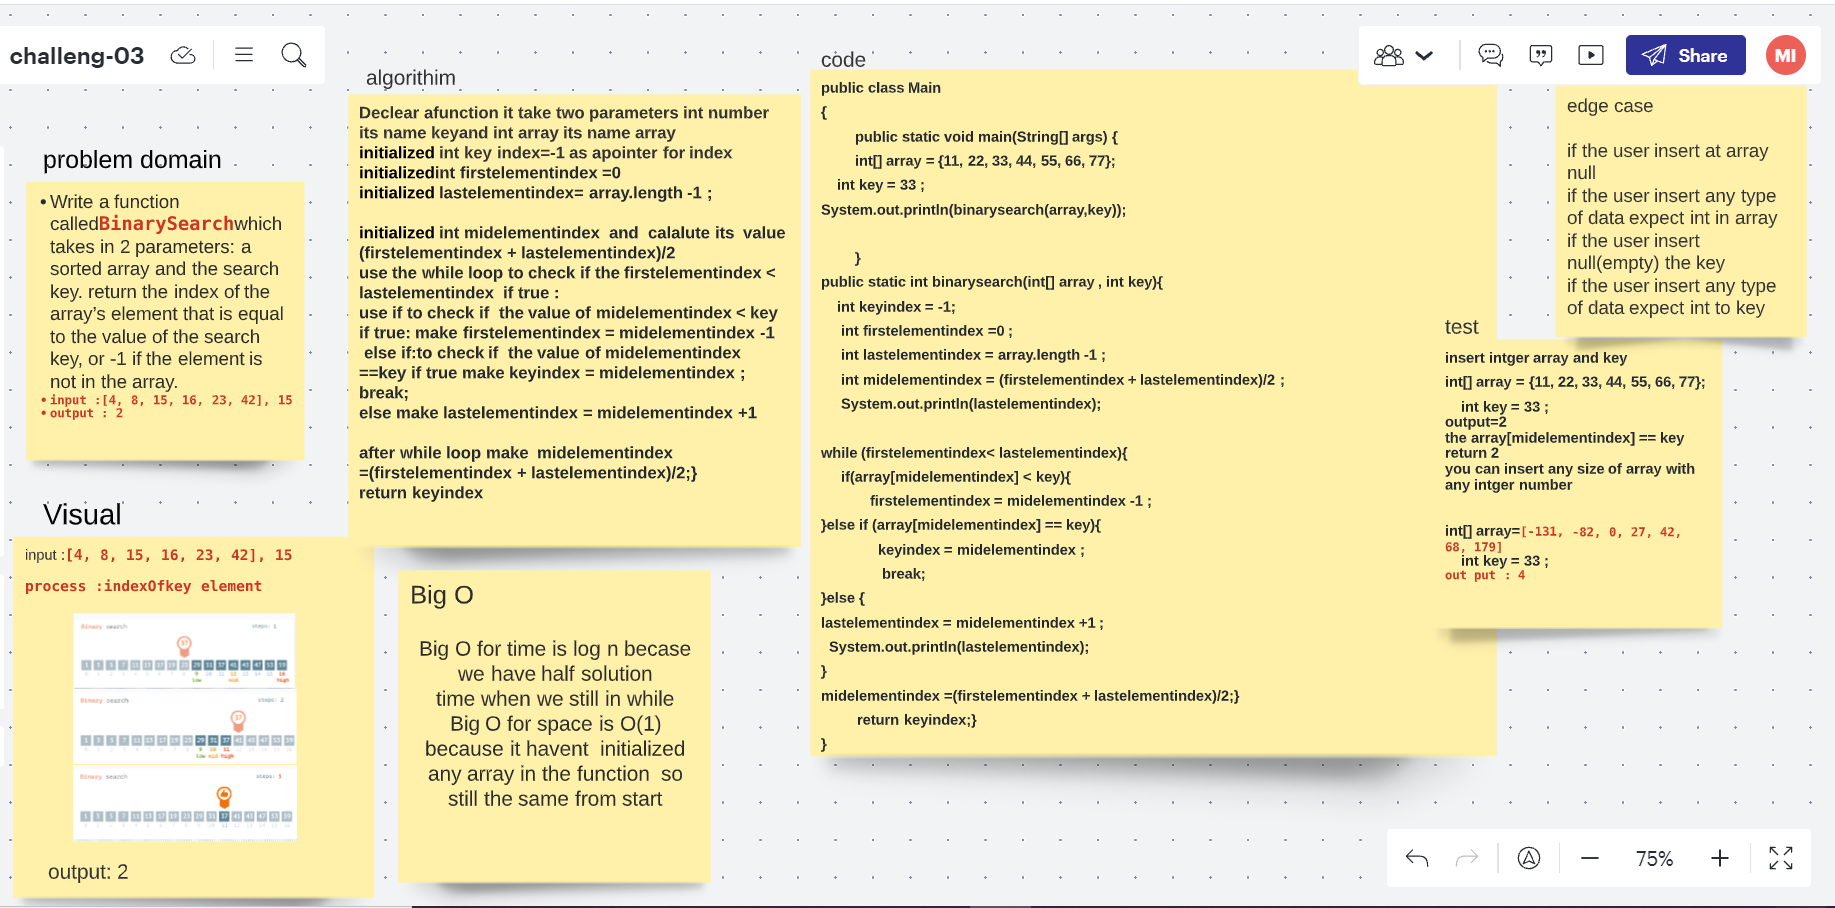 challeng-03
Share
MI
problem domain
• Write a function
calledBinarySearchwhich
takes in 2 parameters: a
sorted array and the search
key. return the index of the
array's element that is equal
to the value of the search
key, or -1 if the element is
not in the array.
• input :[4, 8, 15, 16, 23, 42], 15
• output : 2
Visual
input :[4, 8, 15, 16, 23, 42], 15
process :indexOfkey element
Binary search
steps: 1
37
low
mid
high
Binary search
steps: 2
37
low mid high
Binary search
steps: 3
output: 2
algorithim
Declear afunction it take two parameters int number
its name keyand int array its name array
initialized int key index=-1 as apointer for index
initializedint firstelementindex =0
initialized lastelementindex= array.length -1 ;
initialized int midelementindex and calalute its value
(firstelementindex + lastelementindex)/2
use the while loop to check if the firstelementindex <
lastelementindex if true :
use if to check if the value of midelementindex < key
if true: make firstelementindex = midelementindex -1
else if:to check if the value of midelementindex
==key if true make keyindex = midelementindex ;
break;
else make lastelementindex = midelementindex +1
after while loop make midelementindex
=(firstelementindex + lastelementindex)/2;}
return keyindex
Big O
Big O for time is log n becase
we have half solution
time when we still in while
Big O for space is O(1)
because it havent initialized
any array in the function so
still the same from start
code
public class Main
{
public static void main(String[] args) {
int[] array = {11, 22, 33, 44, 55, 66, 77};
int key = 33 ;
System.out.println(binarysearch(array,key));
}
public static int binarysearch(int[] array , int key){
int keyindex = -1;
int firstelementindex =0 ;
int lastelementindex = array.length -1 ;
int midelementindex = (firstelementindex + lastelementindex)/2 ;
System.out.println(lastelementindex);
while (firstelementindex< lastelementindex){
if(array[midelementindex] < key){
firstelementindex = midelementindex -1 ;
}else if (array[midelementindex] == key){
keyindex = midelementindex ;
break;
}else {
lastelementindex = midelementindex +1 ;
System.out.println(lastelementindex);
}
midelementindex =(firstelementindex + lastelementindex)/2;}
return keyindex;}
}
edge case
if the user insert at array
null
if the user insert any type
of data expect int in array
if the user insert
null(empty) the key
if the user insert any type
of data expect int to key
test
insert intger array and key
int[] array = {11, 22, 33, 44, 55, 66, 77};
int key = 33 ;
output=2
the array[midelementindex] == key
return 2
you can insert any size of array with
any intger number
int[] array=[-131, -82, 0, 27, 42,
68, 179]
int key = 33 ;
out put : 4
75%